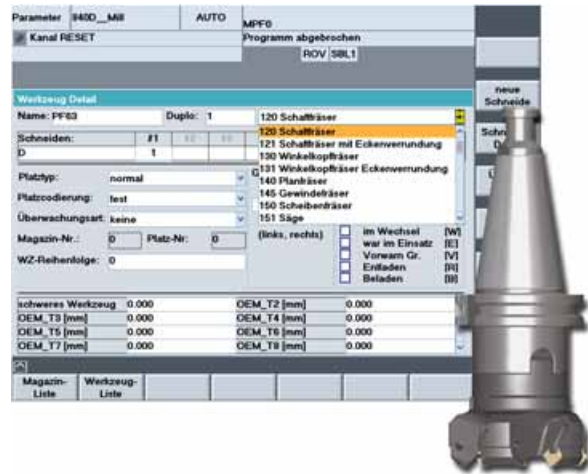 Parameter 840D__Mill AUTO MPF0
Kanal RESET Programm abgebrochen
ROV SBL1
neue Schneide
Werkzeug Detail
Name: PF63 Duplo: 1 120 Schaftfräser
Schneiden: #1
D 1
120 Schaftfräser
121 Schaftfräser mit Eckenverrundung
130 Winkelkopffräser
131 Winkelkopffräser Eckenverrundung
140 Planfräser
145 Gewindefräser
150 Scheibenfräser
151 Säge
Platztyp: normal
Platzcodierung: fest
Überwachungsart: keine
Magazin-Nr.: 0 Platz-Nr: 0 (links, rechts)
WZ-Reihenfolge: 0
im Wechsel [W]
war im Einsatz [E]
Vorwarn Gr. [V]
Entladen [R]
Beladen [B]
schweres Werkzeug 0.000 OEM_T2 [mm] 0.000
OEM_T3 [mm] 0.000 OEM_T4 [mm] 0.000
OEM_T5 [mm] 0.000 OEM_T6 [mm] 0.000
OEM_T7 [mm] 0.000 OEM_T8 [mm] 0.000
Magazin-Liste Werkzeug-Liste